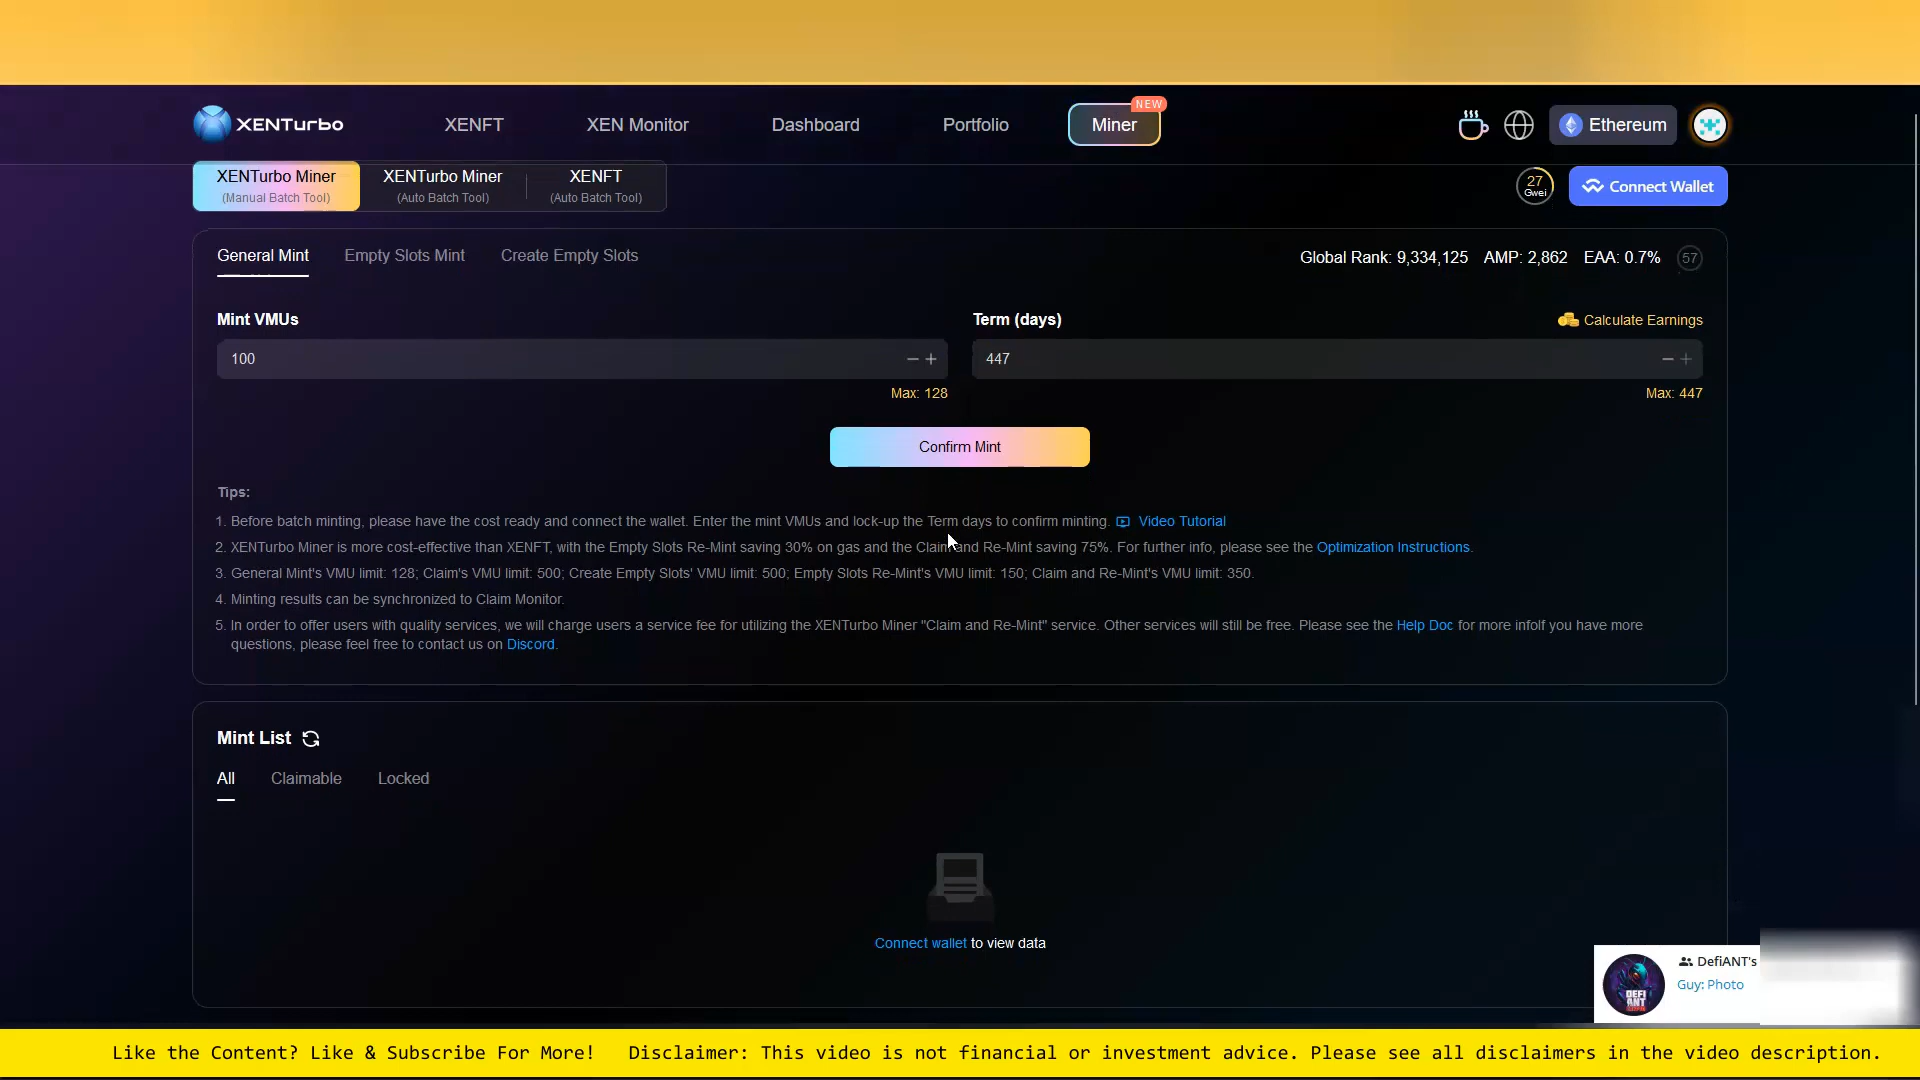 XENTurbo
XENFT
XEN Monitor
Dashboard
Portfolio
Miner
NEW
Ethereum
XENTurbo Miner
(Manual Batch Tool)
XENTurbo Miner
(Auto Batch Tool)
XENFT
(Auto Batch Tool)
27
Gwei
Connect Wallet
General Mint
Empty Slots Mint
Create Empty Slots
Global Rank: 9,334,125 AMP: 2,862 EAA: 0.7% 57
Mint VMUs
Term (days)
Calculate Earnings
100
447
Max: 128
Max: 447
Confirm Mint
Tips:
1. Before batch minting, please have the cost ready and connect the wallet. Enter the mint VMUs and lock-up the Term days to confirm minting. Video Tutorial
2. XENTurbo Miner is more cost-effective than XENFT, with the Empty Slots Re-Mint saving 30% on gas and the Claim and Re-Mint saving 75%. For further info, please see the Optimization Instructions.
3. General Mint's VMU limit: 128; Claim's VMU limit: 500; Create Empty Slots' VMU limit: 500; Empty Slots Re-Mint's VMU limit: 150; Claim and Re-Mint's VMU limit: 350.
4. Minting results can be synchronized to Claim Monitor.
5. In order to offer users with quality services, we will charge users a service fee for utilizing the XENTurbo Miner "Claim and Re-Mint" service. Other services will still be free. Please see the Help Doc for more infoIf you have more
questions, please feel free to contact us on Discord.
Mint List
All
Claimable
Locked
Connect wallet to view data
DEFI
ANT
DefiANT's
Guy: Photo
Like the Content? Like & Subscribe For More! Disclaimer: This video is not financial or investment advice. Please see all disclaimers in the video description.